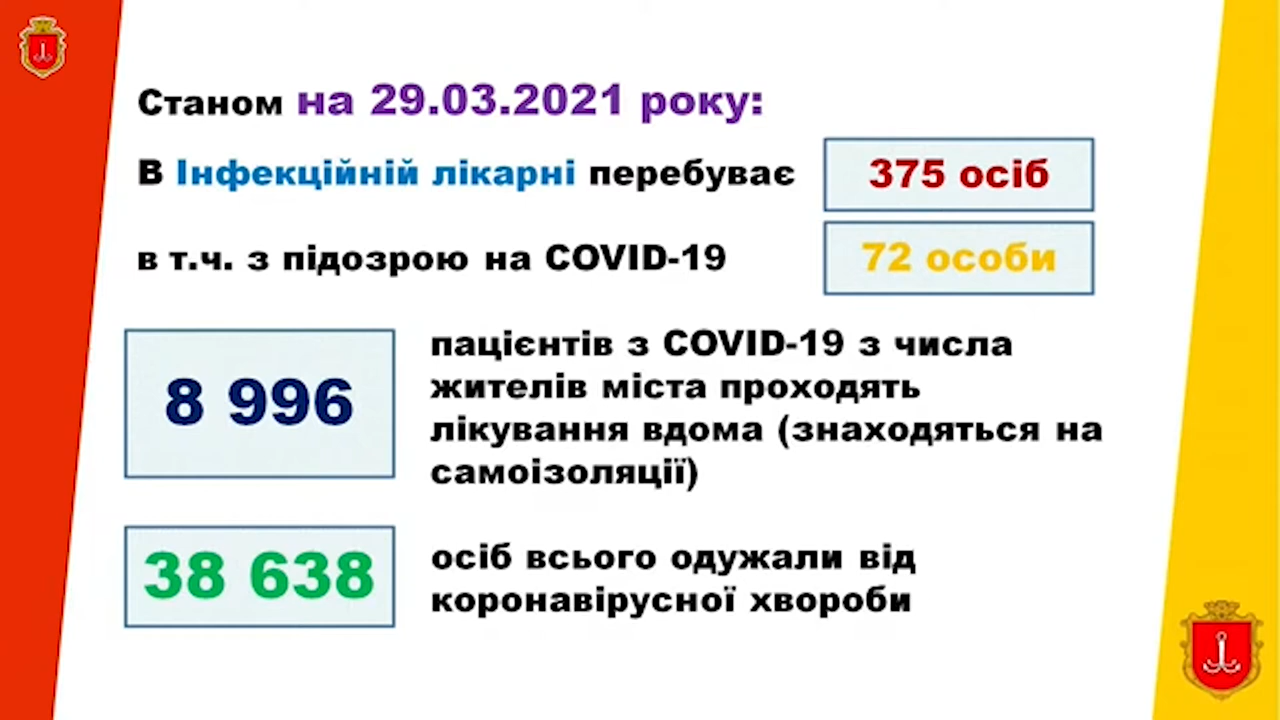 Станом на 29.03.2021 року:
В Інфекційній лікарні перебуває 375 осіб
в т.ч. з підозрою на COVID-19 72 особи
8 996
пацієнтів з COVID-19 з числа
жителів міста проходять
лікування вдома (знаходяться на
самоізоляції)
38 638
осіб всього одужали від
коронавірусної хвороби